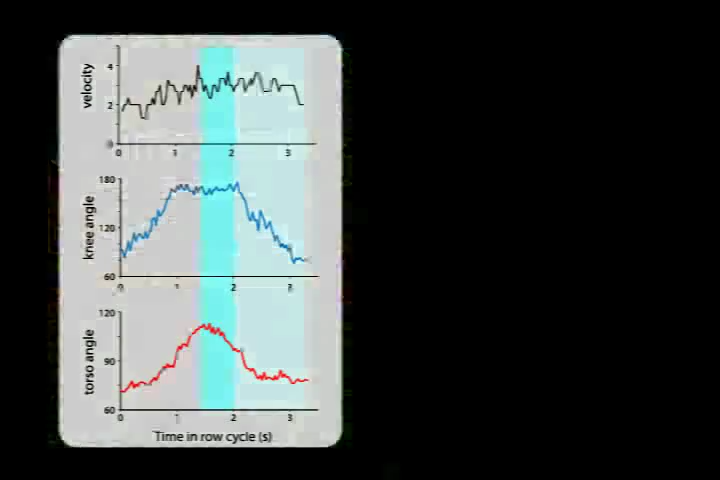 velocity
4
2
0
0 1 2 3
knee angle
180
120
60
0 1 2 3
torso angle
120
90
60
0 1 2 3
Time in row cycle (s)